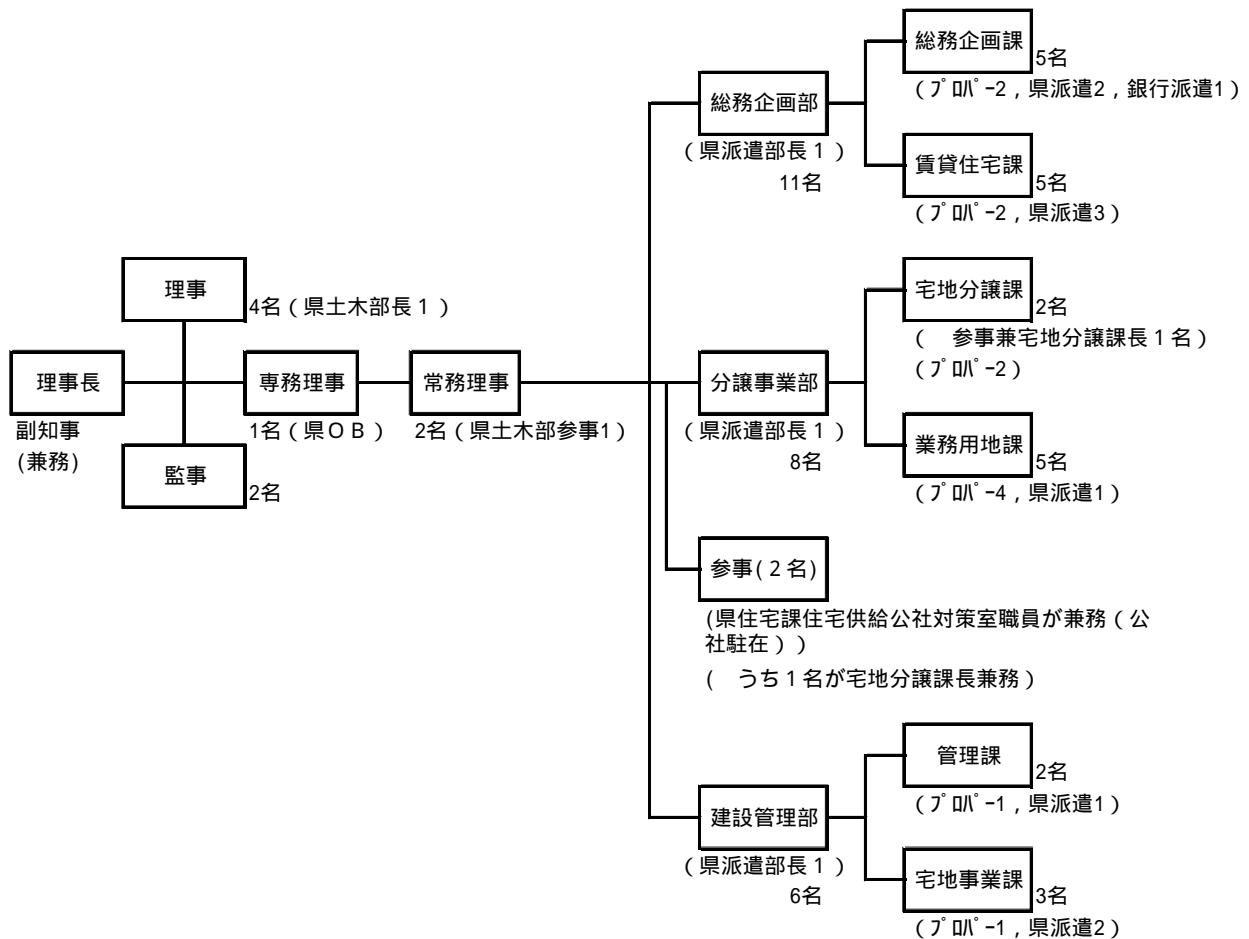 理事長
副知事
(兼務)
理事
4名(県土木部長１)
監事
2名
専務理事
1名(県ＯＢ)
常務理事
2名(県土木部参事1)
総務企画部
(県派遣部長１)
11名
総務企画課
5名
(ﾌﾟﾛﾊﾟｰ2，県派遣2，銀行派遣1)
賃貸住宅課
5名
(ﾌﾟﾛﾊﾟｰ2，県派遣3)
分譲事業部
(県派遣部長１)
8名
宅地分譲課
2名
(　参事兼宅地分譲課長１名)
(ﾌﾟﾛﾊﾟｰ2)
業務用地課
5名
(ﾌﾟﾛﾊﾟｰ4，県派遣1)
参事(２名)
(県住宅課住宅供給公社対策室職員が兼務(公
社駐在))
(　うち１名が宅地分譲課長兼務)
建設管理部
(県派遣部長１)
6名
管理課
2名
(ﾌﾟﾛﾊﾟｰ1，県派遣1)
宅地事業課
3名
(ﾌﾟﾛﾊﾟｰ1，県派遣2)